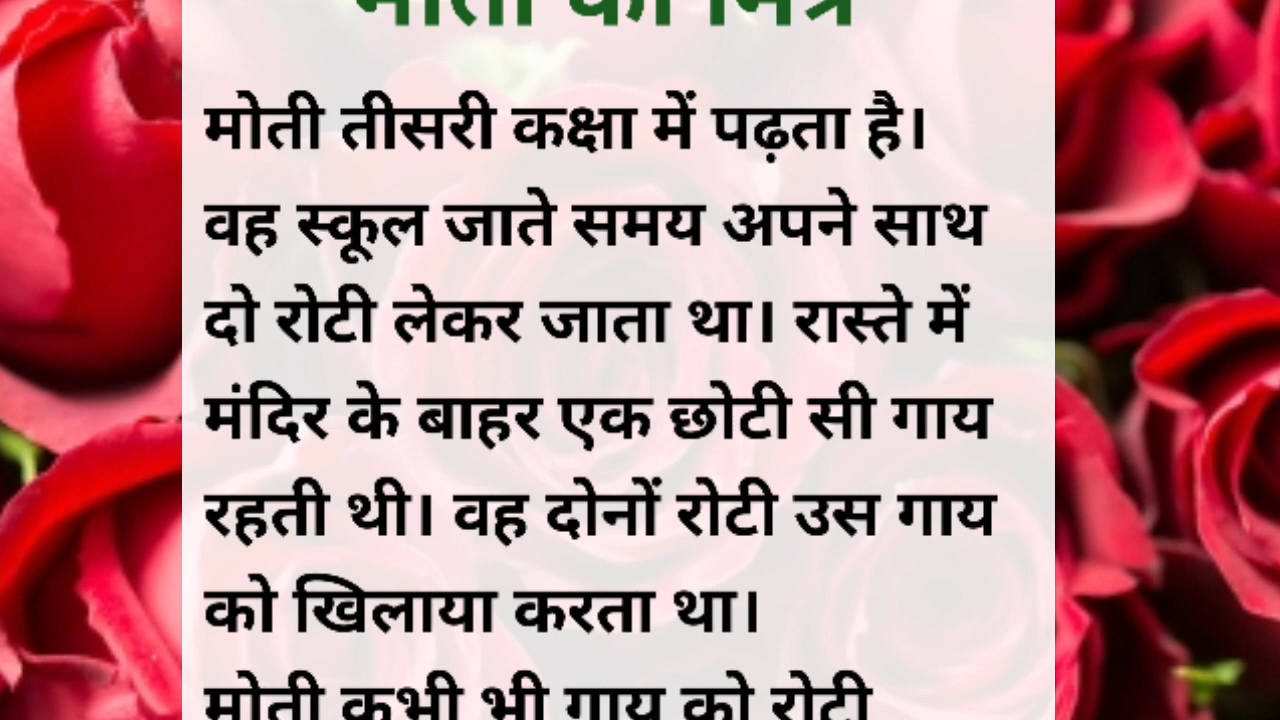 मोती का मित्र
मोती तीसरी कक्षा में पढ़ता है।
वह स्कूल जाते समय अपने साथ
दो रोटी लेकर जाता था। रास्ते में
मंदिर के बाहर एक छोटी सी गाय
रहती थी। वह दोनों रोटी उस गाय
को खिलाया करता था।
मोती कभी भी गाय को रोटी